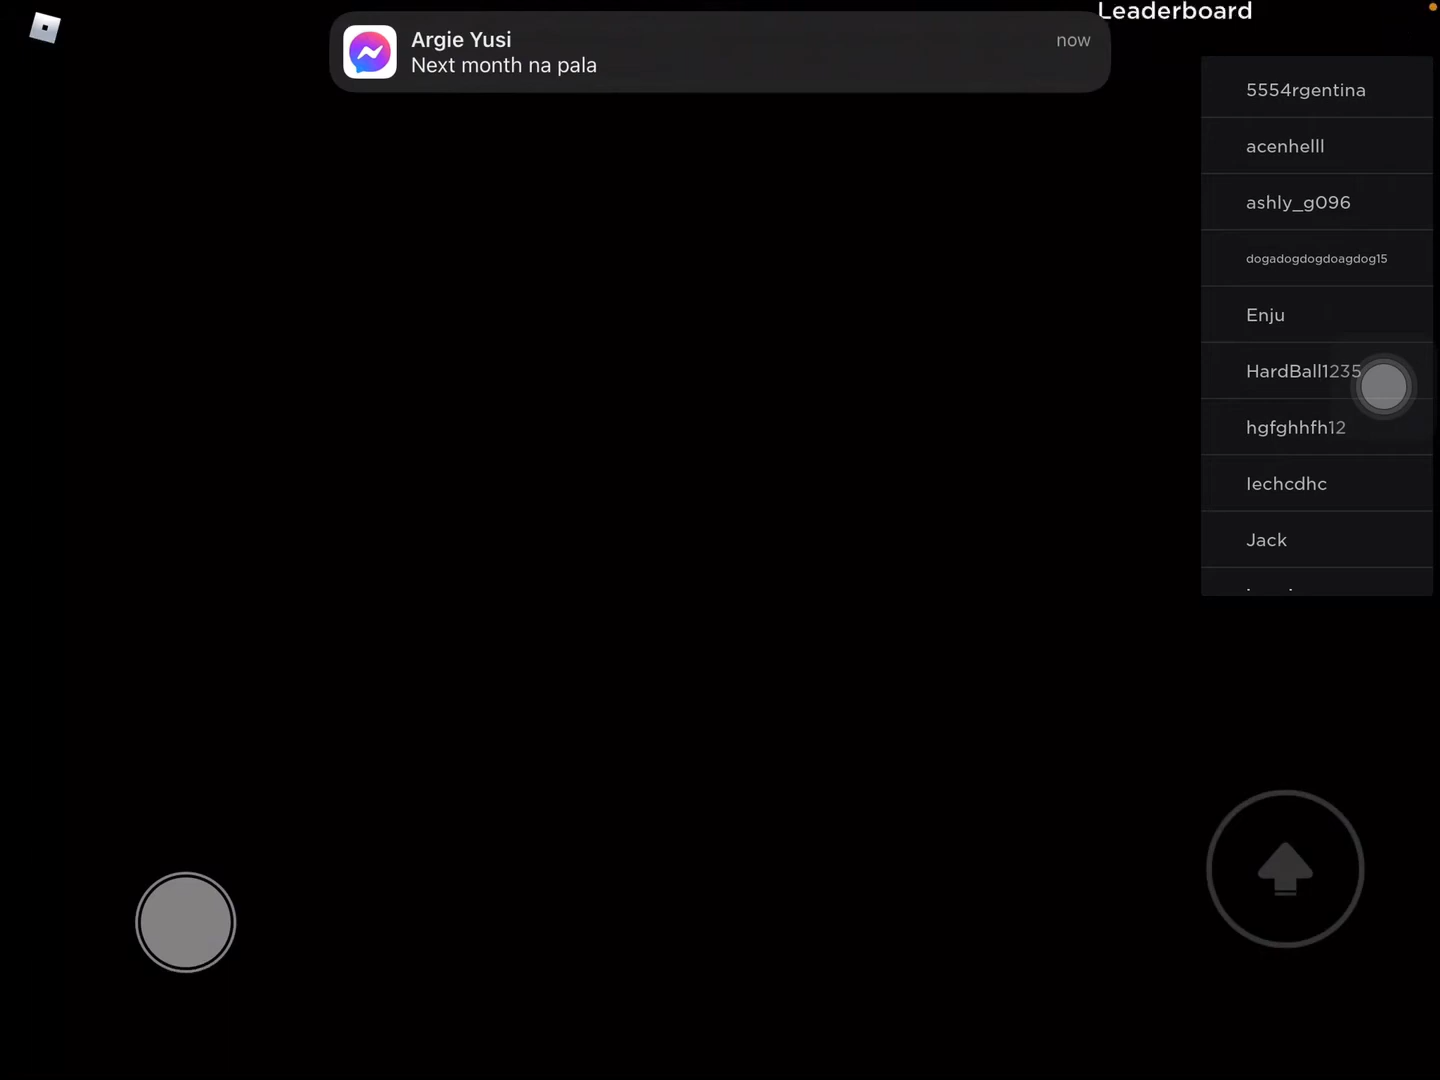 Leaderboard
Argie Yusi
now
Next month na pala
5554rgentina
acenhelll
ashly_g096
dogadogdogdoagdog15
Enju
HardBall1235
hgfghhfh12
Iechcdhc
Jack